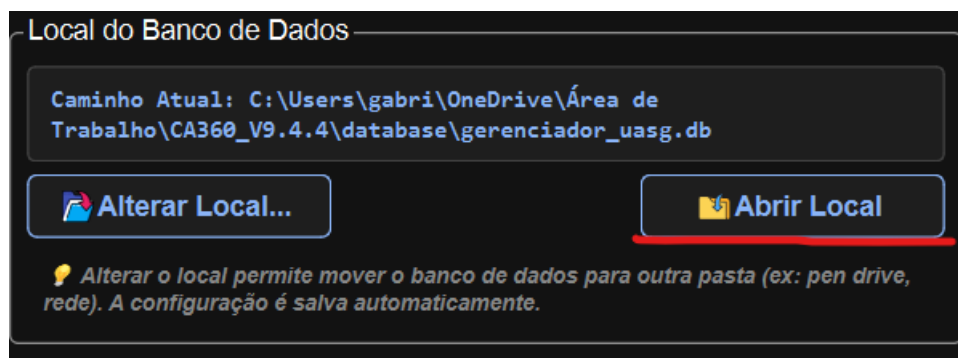 Local do Banco de Dados
Caminho Atual: C:\Users\gabri\OneDrive\Área de
Trabalho\CA360_V9.4.4\database\gerenciador_uasg.db
Alterar Local...
Abrir Local
Alterar o local permite mover o banco de dados para outra pasta (ex: pen drive,
rede). A configuração é salva automaticamente.